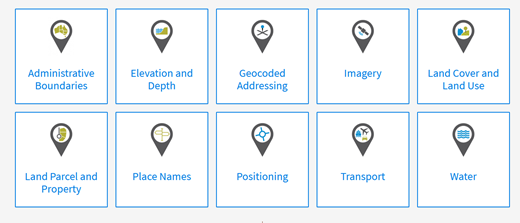 Administrative
Boundaries
Elevation and
Depth
Geocoded
Addressing
Imagery
Land Cover and
Land Use
Land Parcel and
Property
Place Names
Positioning
Transport
Water